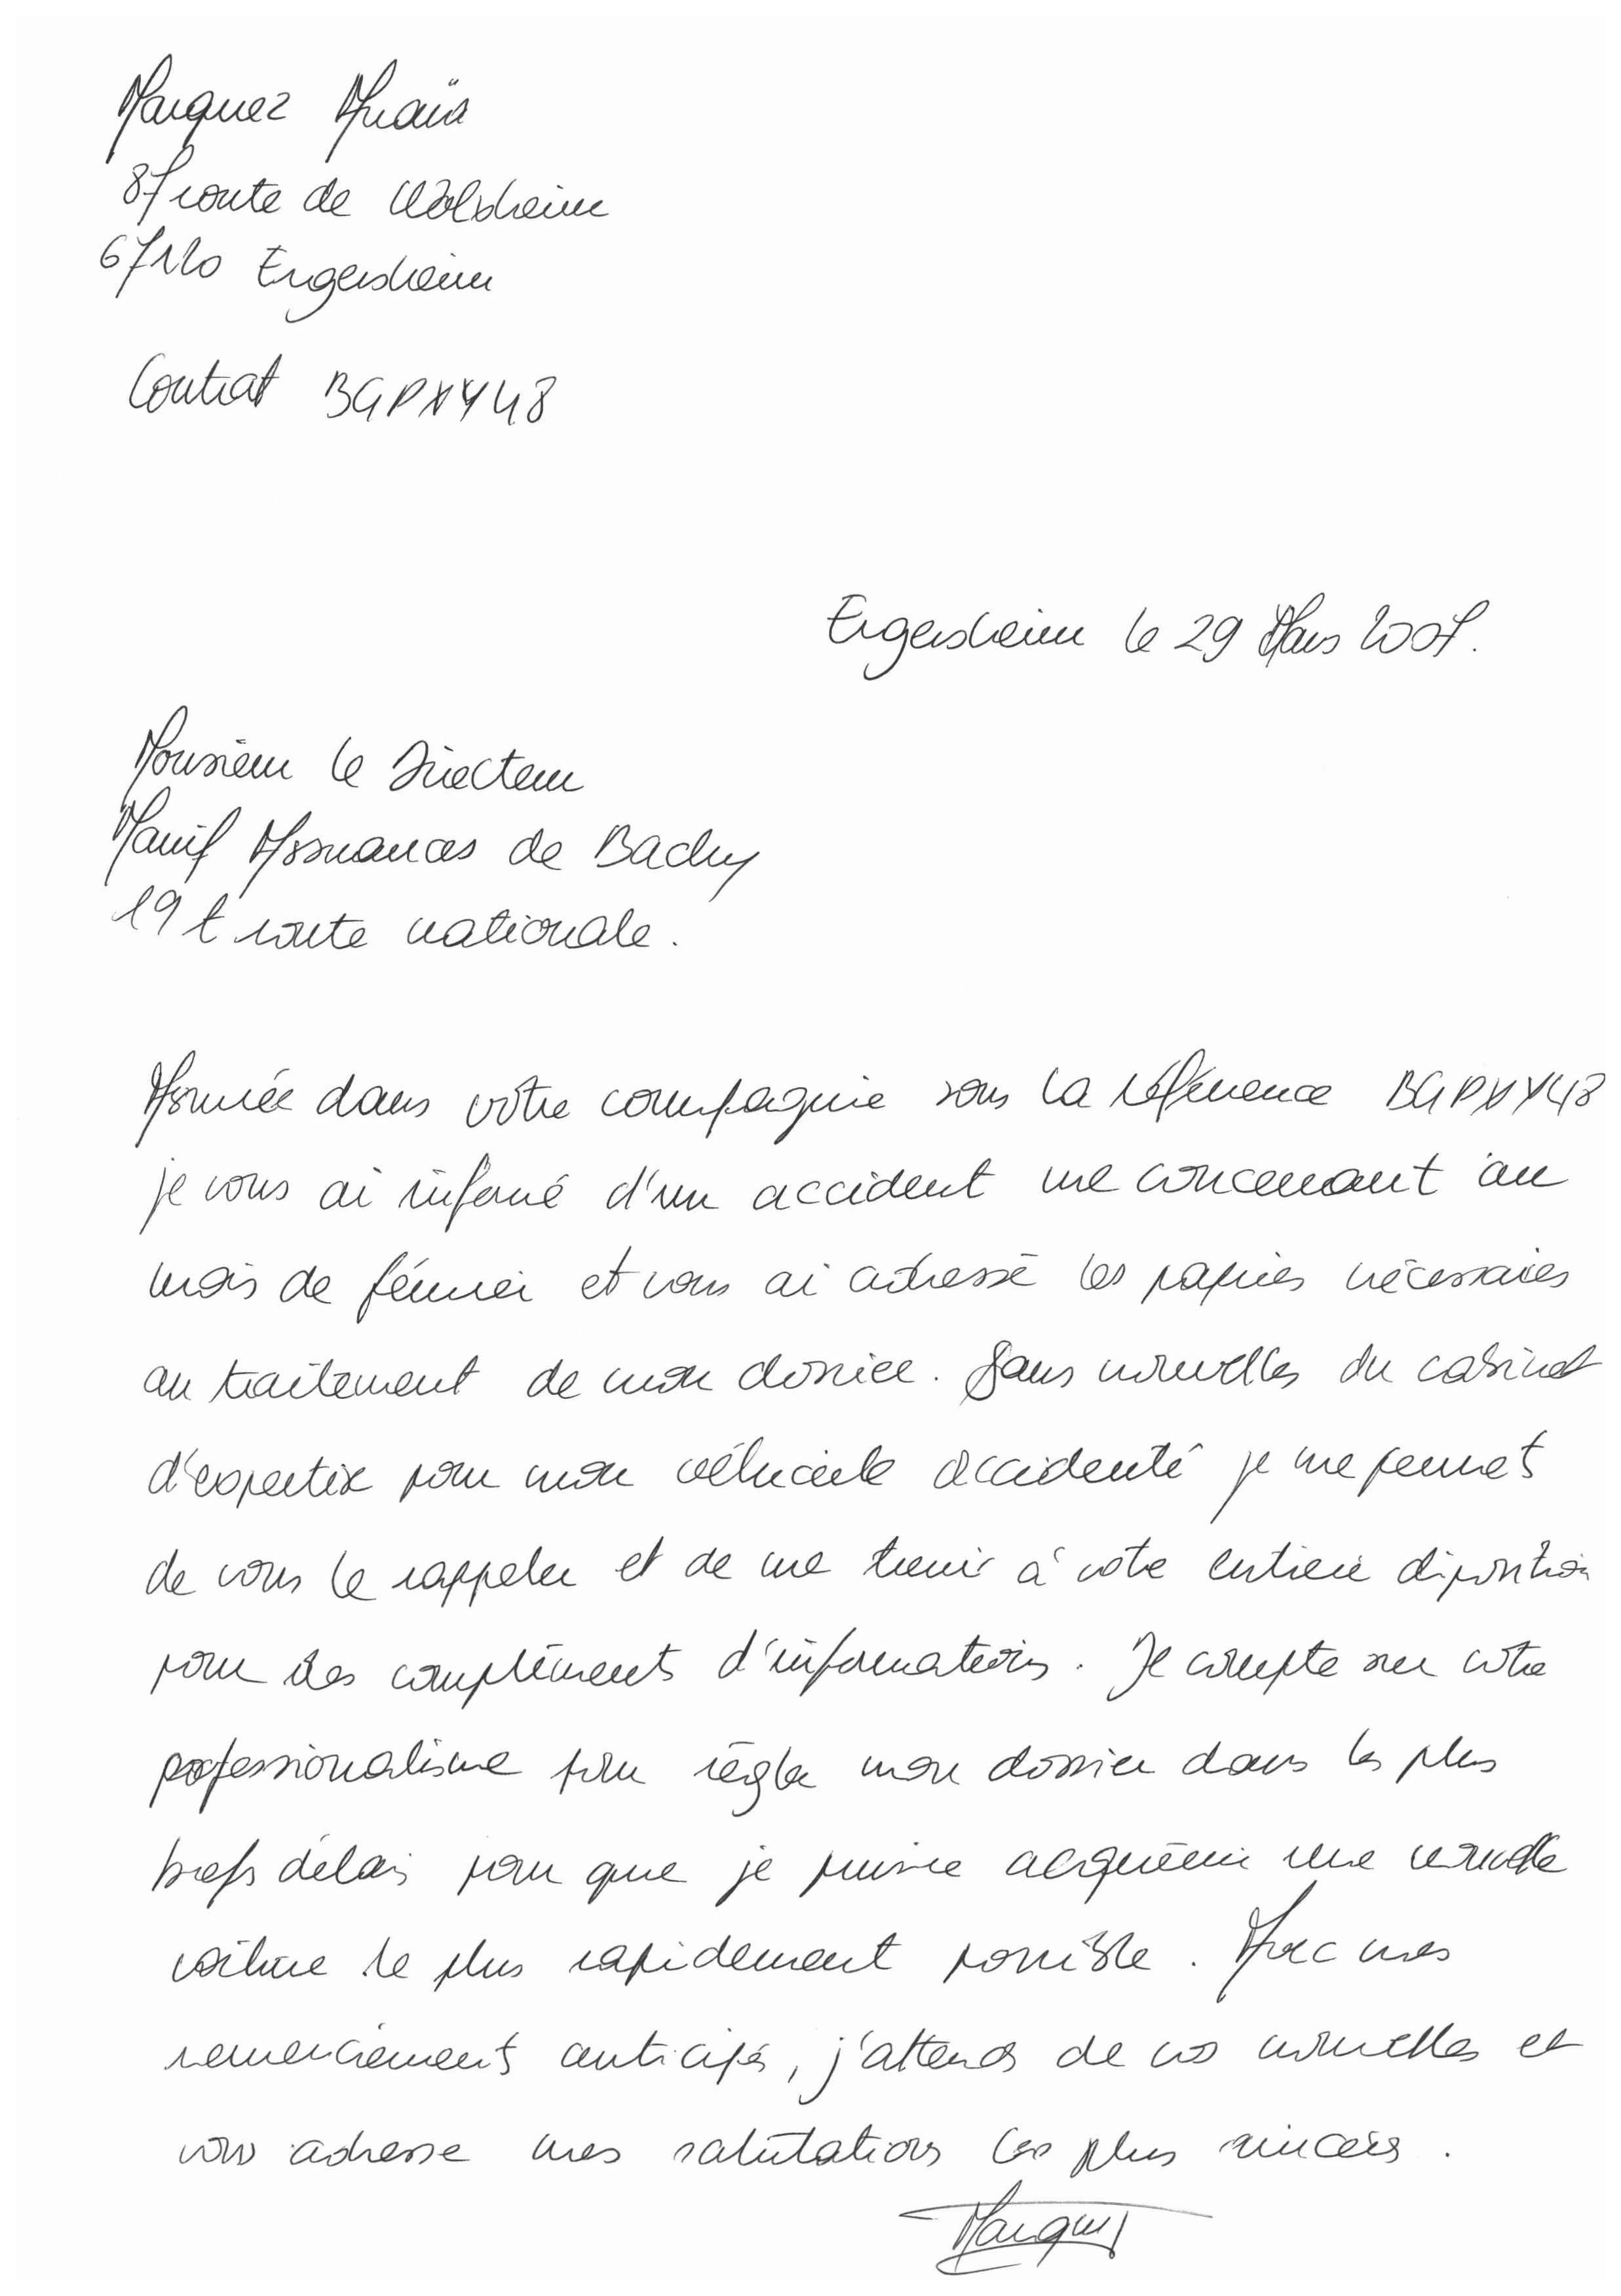 Marquez Anaïs
87 route de Wolxheim
67120 Ergersheim
Contrat BGPXY48
Ergersheim le 29 Mars 2007.
Monsieur le Directeur
Manif Assurances de Bachy
19 t route nationale.
Assurée dans votre compagnie sous la référence BGPXY48
je vous ai informé d'un accident me concernant au
mois de février et vous ai adressé les papiers nécessaires
au traitement de mon dossier. Sans nouvelles du cabinet
d'expertise pour mon véhicule accidenté je me permets
de vous le rappeler et de me tenir à votre entière disposition
pour des compléments d'informations. Je compte sur votre
professionalisme pour régler mon dossier dans les plus
brefs délais pour que je puisse acquérir une nouvelle
voiture le plus rapidement possible. Avec mes
remerciements anticipés, j'attends de vos nouvelles et
vous adresse mes salutations les plus sincères.
Marquez